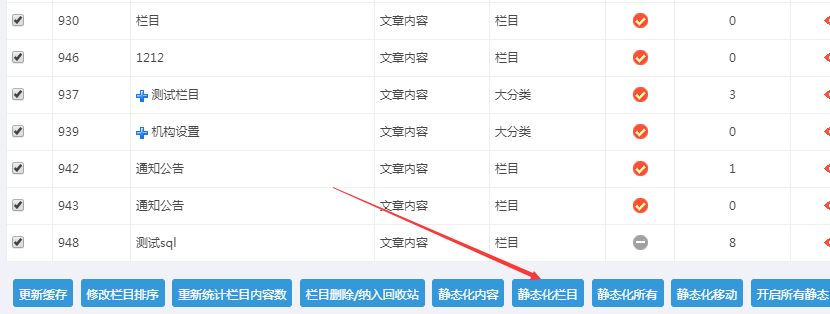 930 栏目 文章内容 栏目 0
946 1212 文章内容 栏目 0
937 测试栏目 文章内容 大分类 3
939 机构设置 文章内容 大分类 0
942 通知公告 文章内容 栏目 1
943 通知公告 文章内容 栏目 0
948 测试sql 文章内容 栏目 8
更新缓存 修改栏目排序 重新统计栏目内容数 栏目删除/纳入回收站 静态化内容 静态化栏目 静态化所有 静态化移动 开启所有静态